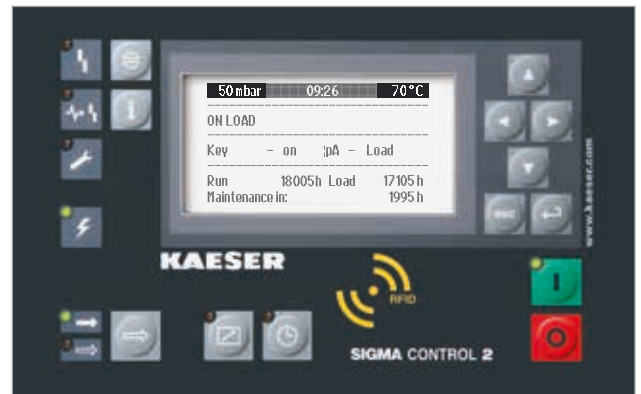 50 mbar 09:26 70°C
ON LOAD
Key - on ¦pA - Load
Run 18005h Load 17105 h
Maintenance in: 1995 h
esc
www.kaeser.com
KAESER
RFID
I
O
SIGMA CONTROL 2